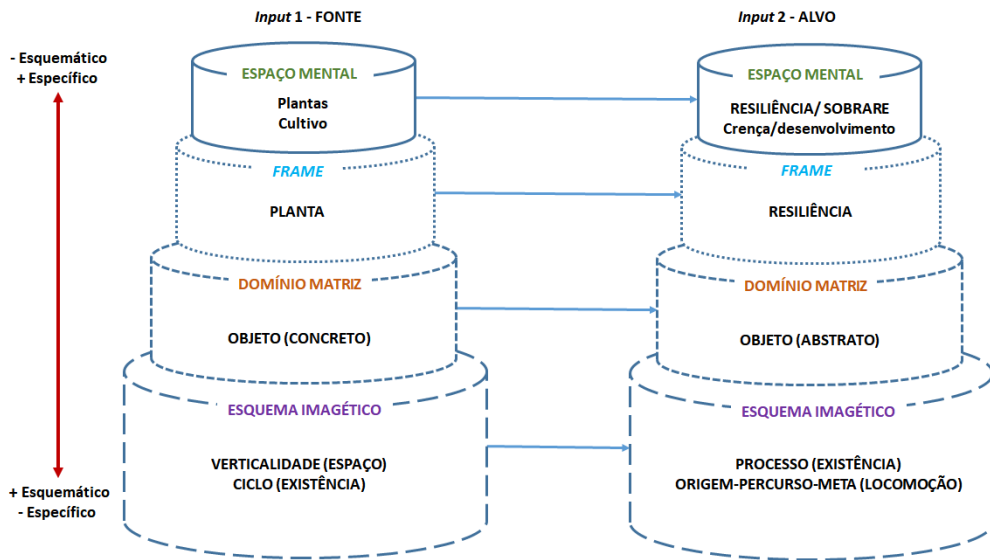 Input 1 - FONTE
Input 2 - ALVO
- Esquemático
+ Específico
ESPAÇO MENTAL
Plantas
Cultivo
ESPAÇO MENTAL
RESILIÊNCIA/ SOBRARE
Crença/desenvolvimento
FRAME
PLANTA
FRAME
RESILIÊNCIA
DOMÍNIO MATRIZ
OBJETO (CONCRETO)
DOMÍNIO MATRIZ
OBJETO (ABSTRATO)
ESQUEMA IMAGÉTICO
VERTICALIDADE (ESPAÇO)
CICLO (EXISTÊNCIA)
ESQUEMA IMAGÉTICO
PROCESSO (EXISTÊNCIA)
ORIGEM-PERCURSO-META (LOCOMOÇÃO)
+ Esquemático
- Específico